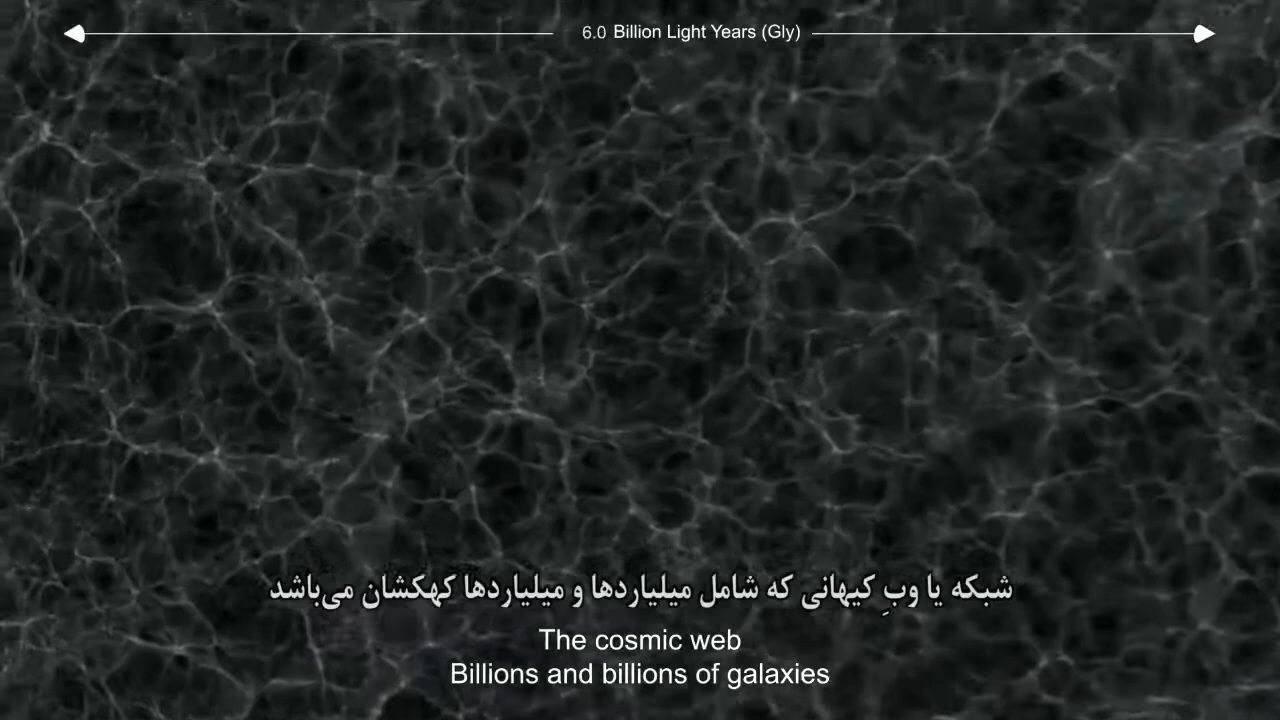 6.0 Billion Light Years (Gly)
شبکه یا وبِ کیهانی که شامل میلیاردها و میلیاردها کهکشان می‌باشد
The cosmic web
Billions and billions of galaxies